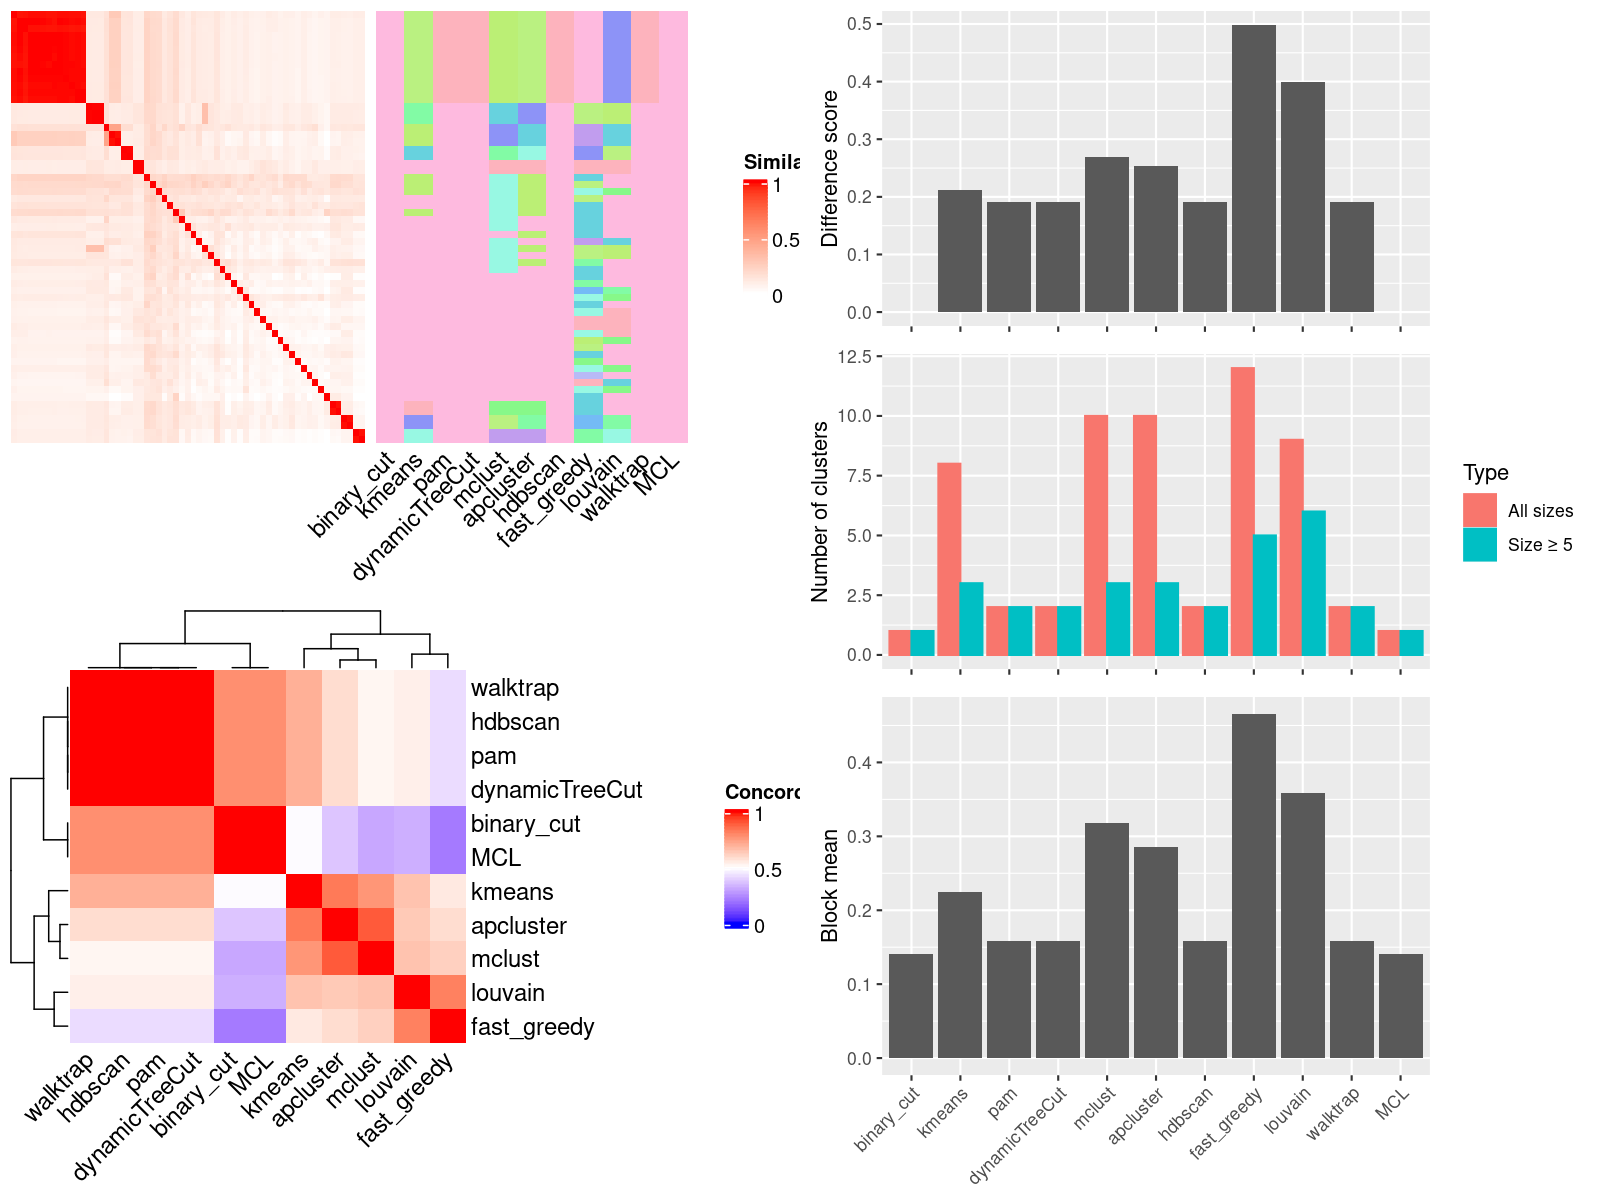 Simila
1
0.5
0
binary_cut
kmeans
pam
dynamicTreeCut
mclust
apcluster
hdbscan
fast_greedy
louvain
walktrap
MCL
walktrap
hdbscan
pam
dynamicTreeCut
binary_cut
MCL
kmeans
apcluster
mclust
louvain
fast_greedy
Concord
1
0.5
0
walktrap
hdbscan
pam
dynamicTreeCut
binary_cut
MCL
kmeans
apcluster
mclust
louvain
fast_greedy
Difference score
0.5
0.4
0.3
0.2
0.1
0.0
Number of clusters
12.5
10.0
7.5
5.0
2.5
0.0
Type
All sizes
Size ≥ 5
Block mean
0.4
0.3
0.2
0.1
0.0
binary_cut
kmeans
pam
dynamicTreeCut
mclust
apcluster
hdbscan
fast_greedy
louvain
walktrap
MCL